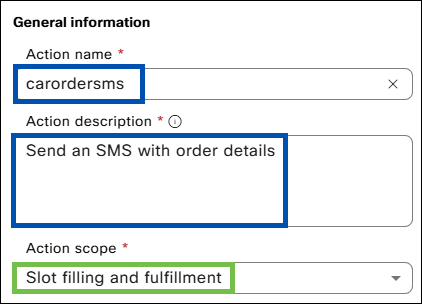 General information
Action name *
carordersms
Action description *
Send an SMS with order details
Action scope *
Slot filling and fulfillment